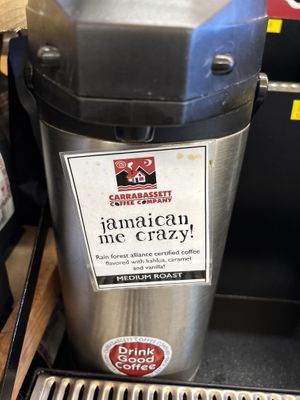 CARRABASSETT
COFFEE COMPANY
jamaican
me crazy!
Rain forest alliance certified coffee
flavored with kahlua, caramel
and vanilla!
MEDIUM ROAST
Drink
Good
Coffee